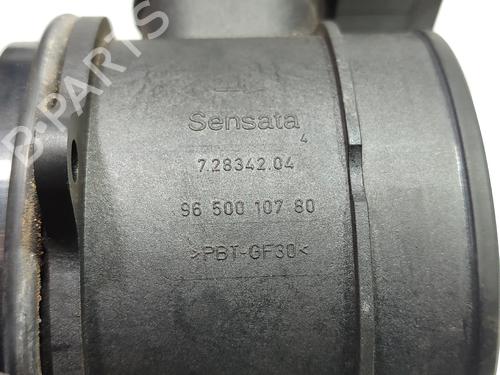 B-PARTS
Sensata
4
7.28342.04
96 500 107 80
>PBT-GF30<